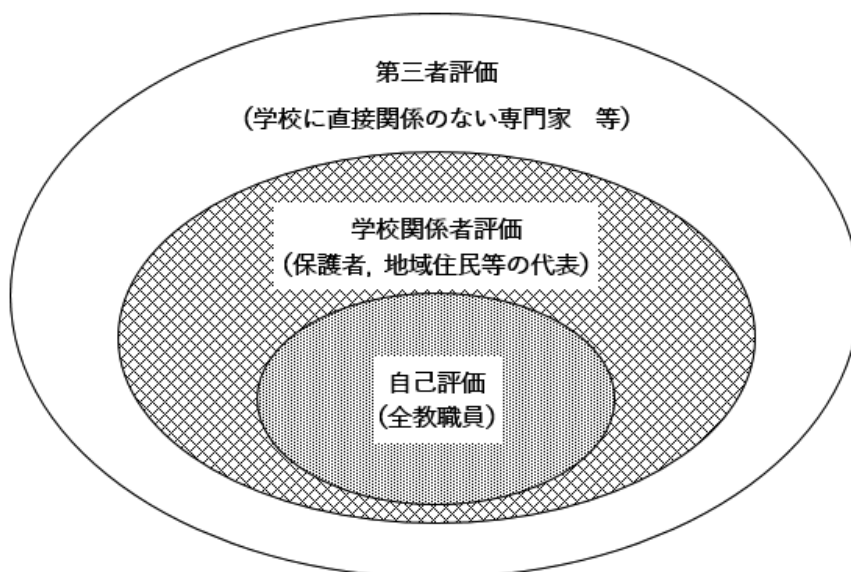 第三者評価
(学校に直接関係のない専門家　等)
学校関係者評価
(保護者，地域住民等の代表)
自己評価
(全教職員)